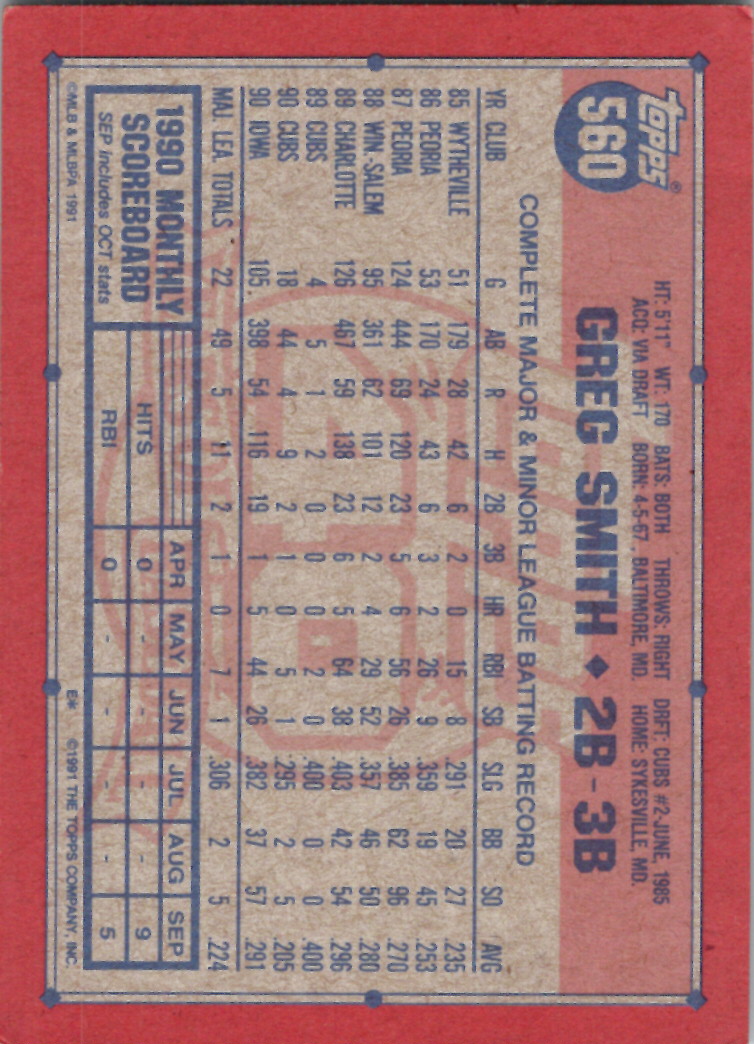 topps®
560
HT: 5'11" WT: 170 BATS: BOTH THROWS: RIGHT DRFT: CUBS #2-JUNE, 1985
ACQ: VIA DRAFT BORN: 4-5-67, BALTIMORE, MD. HOME: SYKESVILLE, MD.
GREG SMITH ♦ 2B-3B
COMPLETE MAJOR & MINOR LEAGUE BATTING RECORD
YR CLUB G AB R H 2B 3B HR RBI SB SLG BB SO AVG
85 WYTHEVILLE 51 179 28 42 6 2 0 15 8 .291 20 27 .235
86 PEORIA 53 170 24 43 6 3 2 26 9 .359 19 45 .253
87 PEORIA 124 444 69 120 23 5 6 56 26 .385 62 96 .270
88 WIN.-SALEM 95 361 62 101 12 2 4 29 52 .357 46 50 .280
89 CHARLOTTE 126 467 59 138 23 6 5 64 38 .403 42 54 .296
89 CUBS 4 5 1 2 0 0 0 2 0 .400 0 0 .400
90 CUBS 18 44 4 9 2 1 0 5 1 .295 2 5 .205
90 IOWA 105 398 54 116 19 1 5 44 26 .382 37 57 .291
MAJ. LEA. TOTALS 22 49 5 11 2 1 0 7 1 .306 2 5 .224
1990 MONTHLY
SCOREBOARD
SEP includes OCT stats
APR MAY JUN JUL AUG SEP
HITS 0 - - - - 9
RBI 0 - - - - 5
©MLB & MLBPA 1991
E* ©1991 THE TOPPS COMPANY, INC.